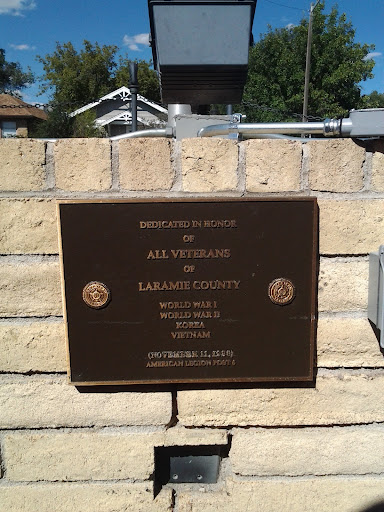 DEDICATED IN HONOR
OF
ALL VETERANS
OF
LARAMIE COUNTY
WORLD WAR I
WORLD WAR II
KOREA
VIETNAM
(NOVEMBER 11,
AMERICAN LEGION POST 6